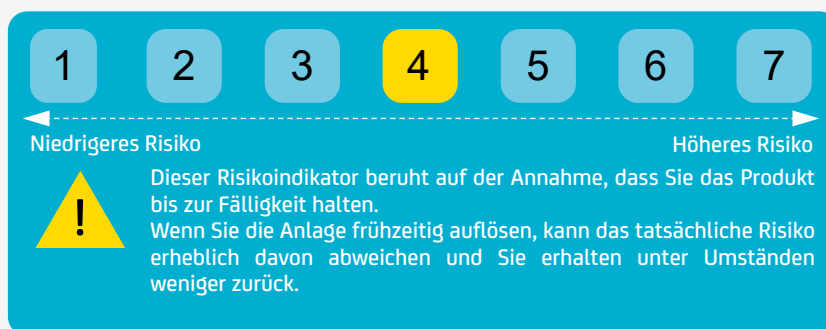 1 2 3 4 5 6 7
Niedrigeres Risiko Höheres Risiko
Dieser Risikoindikator beruht auf der Annahme, dass Sie das Produkt
bis zur Fälligkeit halten.
Wenn Sie die Anlage frühzeitig auflösen, kann das tatsächliche Risiko
erheblich davon abweichen und Sie erhalten unter Umständen
weniger zurück.
!